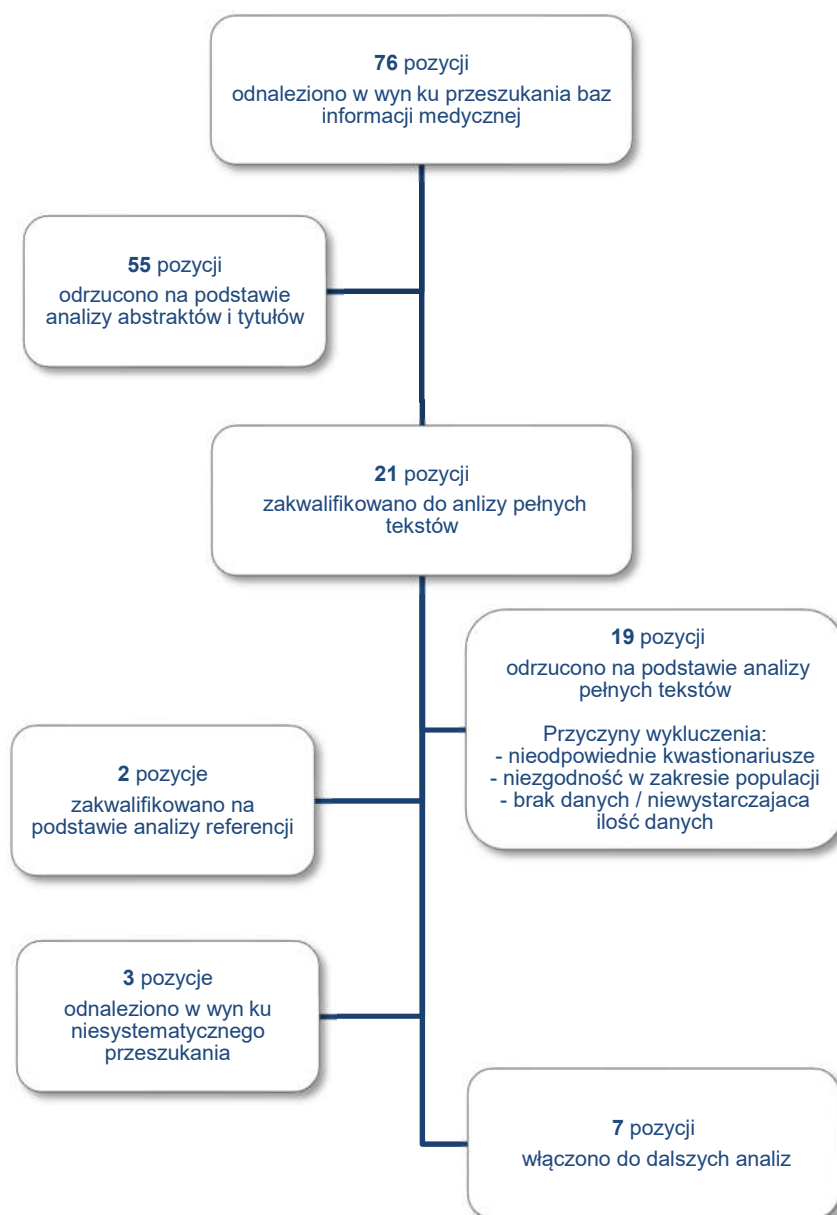 76 pozycji
odnaleziono w wyn ku przeszukania baz
informacji medycznej
55 pozycji
odrzucono na podstawie
analizy abstraktów i tytułów
21 pozycji
zakwalifikowano do anlizy pełnych
tekstów
19 pozycji
odrzucono na podstawie analizy
pełnych tekstów
Przyczyny wykluczenia:
- nieodpowiednie kwastionariusze
- niezgodność w zakresie populacji
- brak danych / niewystarczajaca
ilość danych
2 pozycje
zakwalifikowano na
podstawie analizy referencji
3 pozycje
odnaleziono w wyn ku
niesystematycznego
przeszukania
7 pozycji
włączono do dalszych analiz